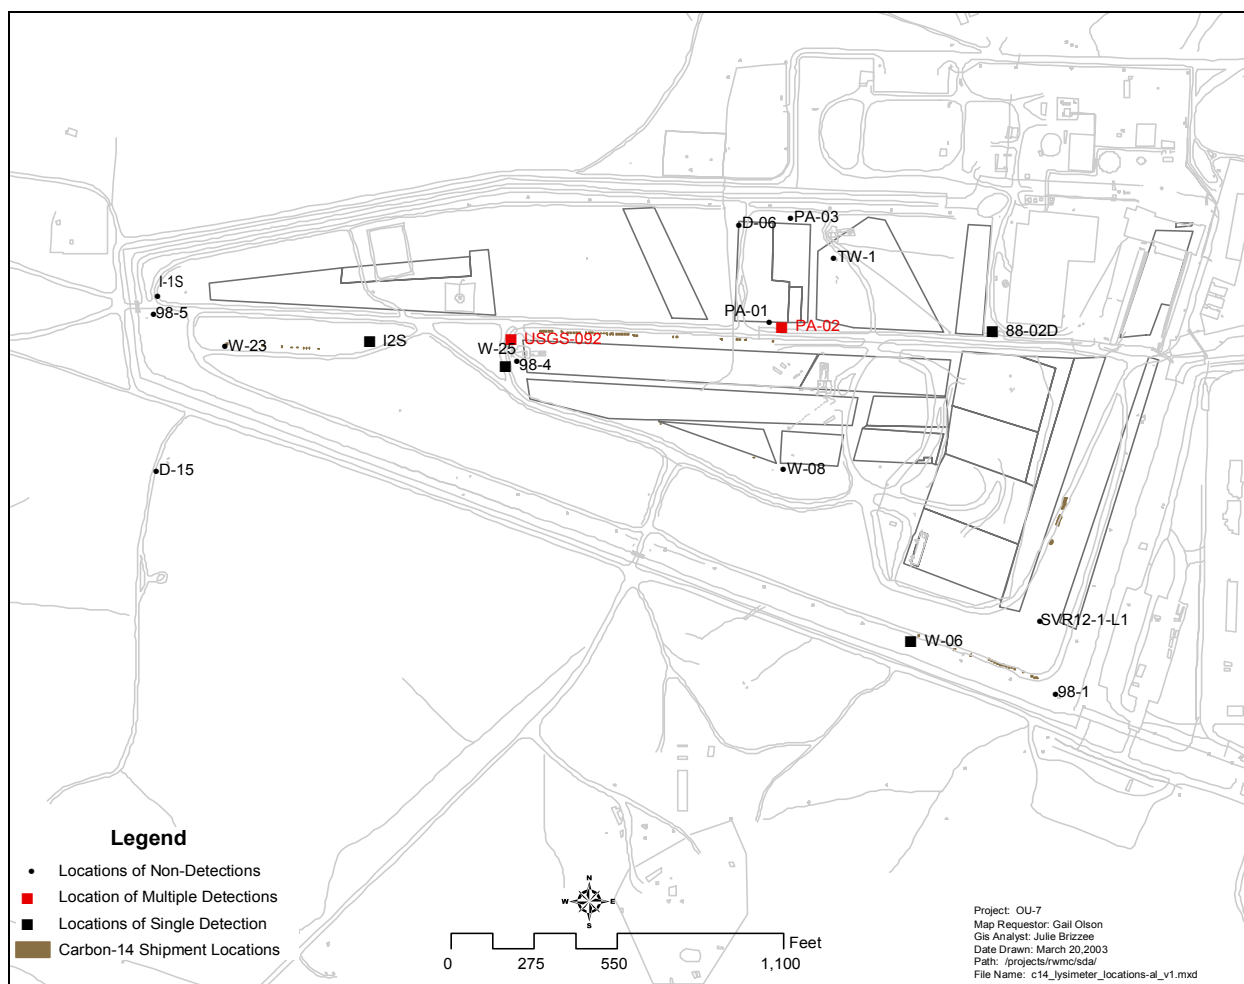 PA-03
D-06
TW-1
I-1S
98-5
PA-01
PA-02
88-02D
USGS-092
I2S
W-23
W-25
98-4
W-08
D-15
SVR12-1-L1
W-06
98-1
Legend
Locations of Non-Detections
Location of Multiple Detections
Locations of Single Detection
Carbon-14 Shipment Locations
N
W E
S
Feet
0 275 550 1,100
Project: OU-7
Map Requestor: Gail Olson
Gis Analyst: Julie Brizzee
Date Drawn: March 20,2003
Path: /projects/rwmc/sda/
File Name: c14_lysimeter_locations-al_v1.mxd